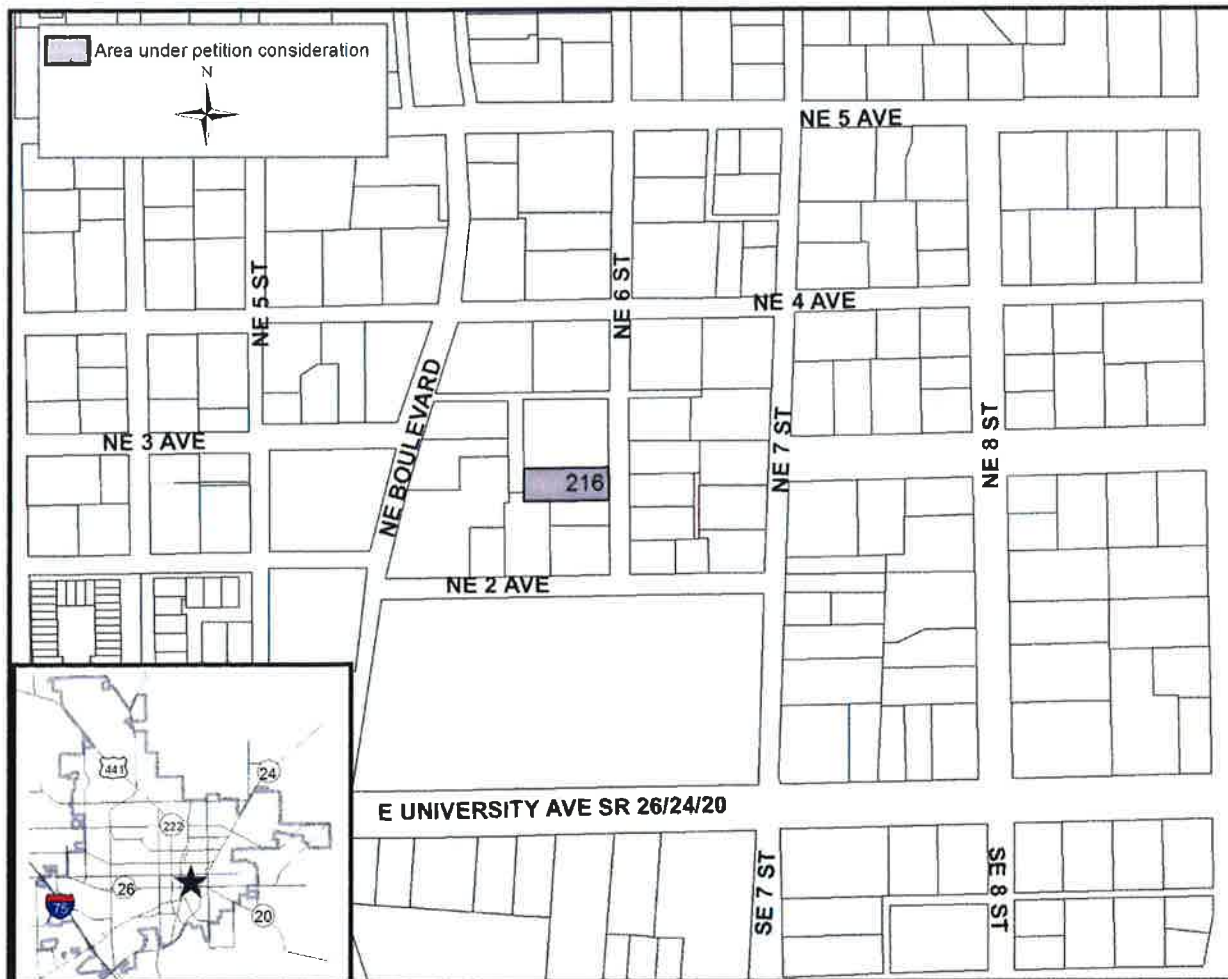 Area under petition consideration
N
NE 5 AVE
NE 5 ST
NE 6 ST
NE 4 AVE
NE BOULEVARD
NE 3 AVE
NE 7 ST
NE 8 ST
216
NE 2 AVE
441
24
222
E UNIVERSITY AVE SR 26/24/20
26
75
20
SE 7 ST
SE 8 ST